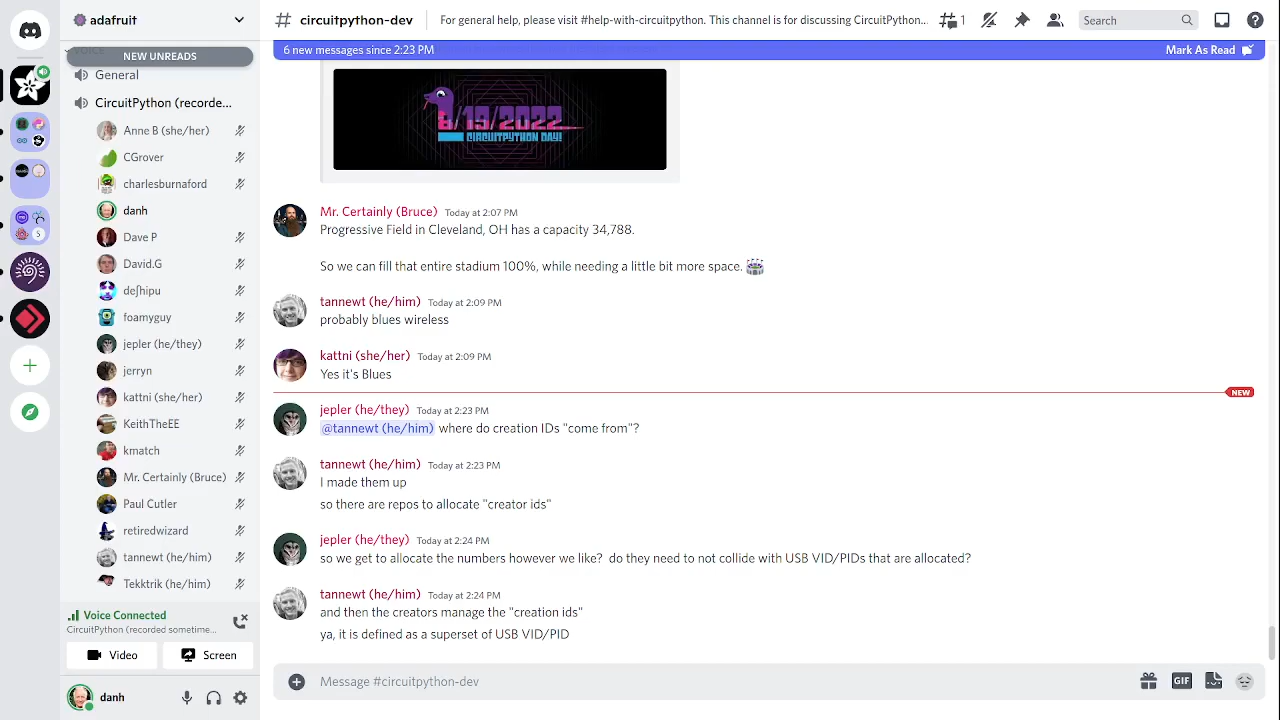 adafruit
# circuitpython-dev
For general help, please visit #help-with-circuitpython. This channel is for discussing CircuitPython...
1
Search
Voice
NEW UNREADS
General
CircuitPython (recorde...
Anne B (she/her)
CGrover
charlesburnaford
danh
Dave P
David.G
de∫hipu
foamyguy
jepler (he/they)
jerryn
kattni (she/her)
KeithTheEE
kmatch
Mr. Certainly (Bruce)
Paul Cutler
retiredwizard
tannewt (he/him)
Tekktrik (he/him)
Voice Connected
CircuitPython (recorded sometime...
Video
Screen
danh
6 new messages since 2:23 PM
Mark As Read
8/19/2022
CIRCUITPYTHON DAY!
Mr. Certainly (Bruce) Today at 2:07 PM
Progressive Field in Cleveland, OH has a capacity 34,788.
So we can fill that entire stadium 100%, while needing a little bit more space.
tannewt (he/him) Today at 2:09 PM
probably blues wireless
kattni (she/her) Today at 2:09 PM
Yes it's Blues
NEW
jepler (he/they) Today at 2:23 PM
@tannewt (he/him) where do creation IDs "come from"?
tannewt (he/him) Today at 2:23 PM
I made them up
so there are repos to allocate "creator ids"
jepler (he/they) Today at 2:24 PM
so we get to allocate the numbers however we like? do they need to not collide with USB VID/PIDs that are allocated?
tannewt (he/him) Today at 2:24 PM
and then the creators manage the "creation ids"
ya, it is defined as a superset of USB VID/PID
Message #circuitpython-dev
GIF